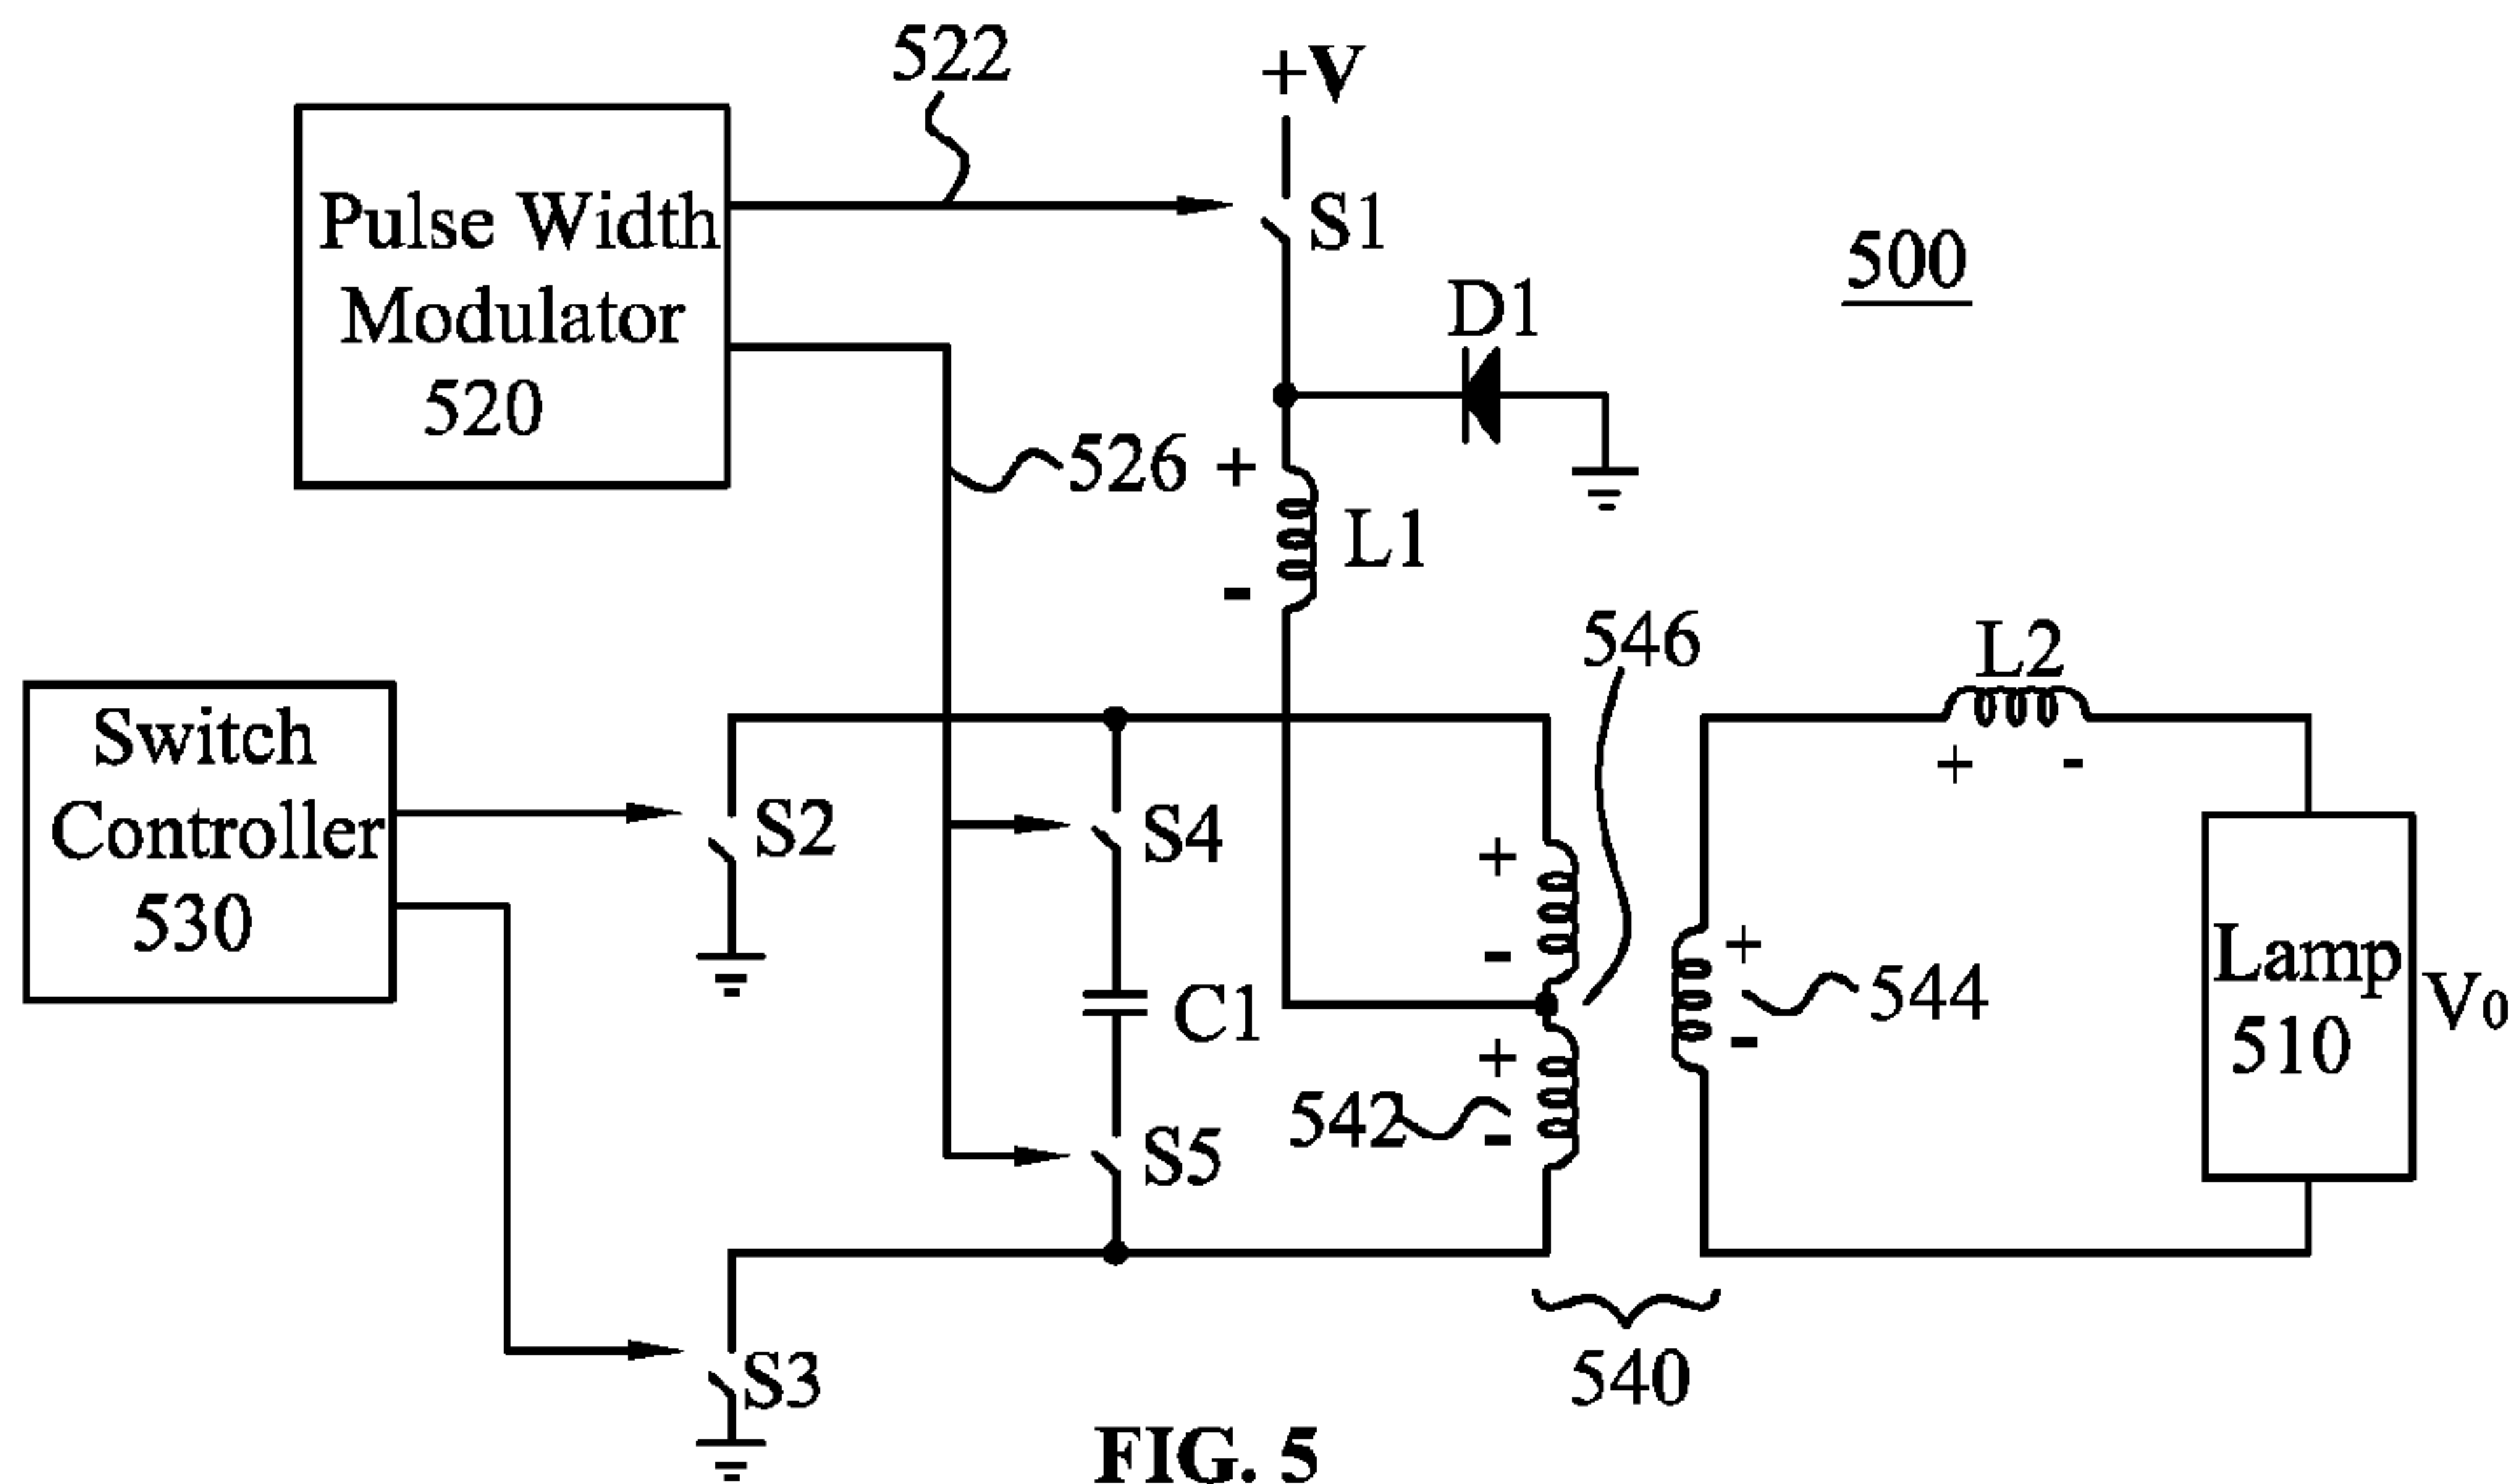 522
+V
Pulse Width
Modulator
520
S1
500
D1
526
+
L1
-
546
L2
+ -
Switch
Controller
530
S2
S4
+
-
C1
+
-
544
Lamp
510
V0
542
+
-
S5
S3
540
FIG. 5